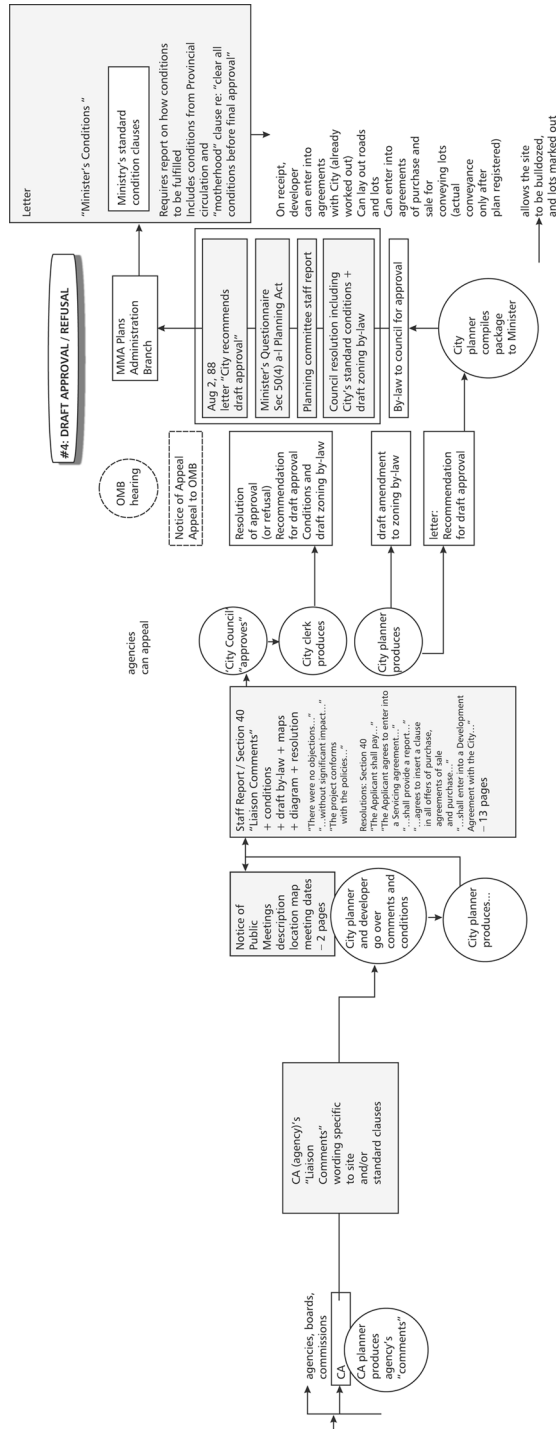 #4: DRAFT APPROVAL / REFUSAL
agencies, boards,
commissions
CA
CA planner
produces
agency's
"comments"
CA (agency)'s
"Liaison
Comments"
wording specific
to site
and/or
standard clauses
Notice of
Public
Meetings
description
location map
meeting dates
– 2 pages
City planner
and developer
go over
comments and
conditions
City planner
produces...
Staff Report / Section 40
"Liaison Comments"
+ conditions
+ draft by-law + maps
+ diagram + resolution
"There were no objections..."
"...without significant impact..."
"The project conforms
with the policies..."
Resolutions: Section 40
"The Applicant shall pay..."
"The Applicant agrees to enter into
a Servicing agreement..."
"...shall provide a report..."
"...agrees to insert a clause
in all offers of purchase,
agreements of sale
and purchase..."
"...shall enter into a Development
Agreement with the City..."
– 13 pages
agencies
can appeal
'City Council'
"approves"
City clerk
produces
City planner
produces
OMB
hearing
Notice of Appeal
Appeal to OMB
Resolution
of approval
(or refusal)
Recommendation
for draft approval
Conditions and
draft zoning by-law
draft amendment
to zoning by-law
letter:
Recommendation
for draft approval
MMA Plans
Administration
Branch
Aug 2, 88
letter "City recommends
draft approval"
Minister's Questionnaire
Sec 50(4) a-l Planning Act
Planning committee staff report
Council resolution including
City's standard conditions +
draft zoning by-law
By-law to council for approval
City
planner
compiles
package
to Minister
Letter
"Minister's Conditions "
Ministry's standard
condition clauses
Requires report on how conditions
to be fulfilled
Includes conditions from Provincial
circulation and
"motherhood" clause re: "clear all
conditions before final approval"
On receipt,
developer
can enter into
agreements
with City (already
worked out)
Can lay out roads
and lots
Can enter into
agreements
of purchase and
sale for
conveying lots
(actual
conveyance
only after
plan registered)
allows the site
to be bulldozed,
and lots marked out